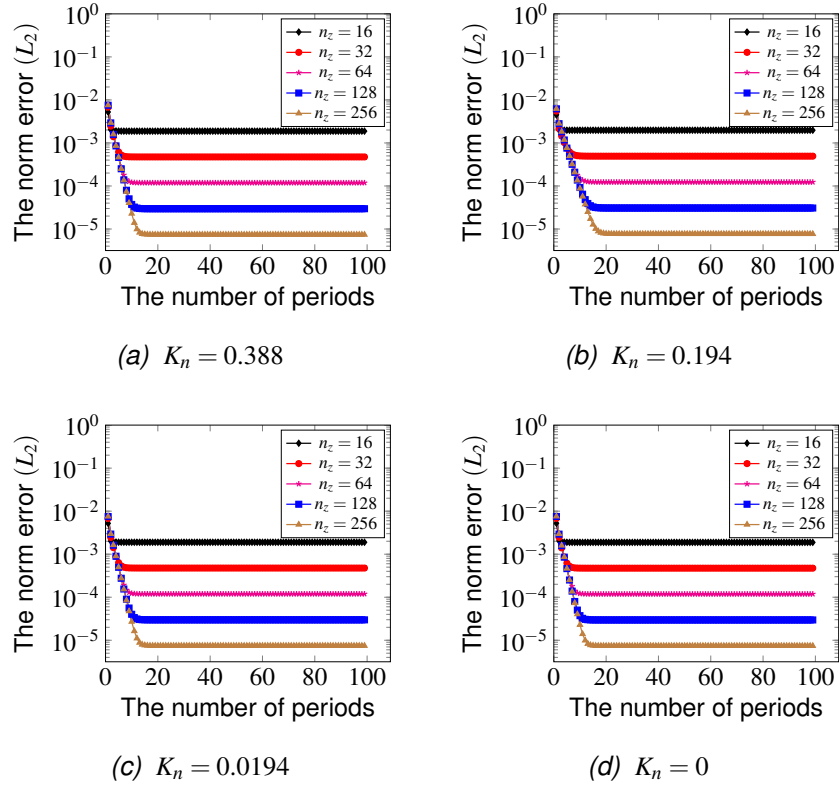 10^0
10^-1
10^-2
10^-3
10^-4
10^-5
0 20 40 60 80 100
The norm error (L_2)
The number of periods
n_z = 16
n_z = 32
n_z = 64
n_z = 128
n_z = 256
(a) K_n = 0.388
10^0
10^-1
10^-2
10^-3
10^-4
10^-5
0 20 40 60 80 100
The norm error (L_2)
The number of periods
n_z = 16
n_z = 32
n_z = 64
n_z = 128
n_z = 256
(b) K_n = 0.194
10^0
10^-1
10^-2
10^-3
10^-4
10^-5
0 20 40 60 80 100
The norm error (L_2)
The number of periods
n_z = 16
n_z = 32
n_z = 64
n_z = 128
n_z = 256
(c) K_n = 0.0194
10^0
10^-1
10^-2
10^-3
10^-4
10^-5
0 20 40 60 80 100
The norm error (L_2)
The number of periods
n_z = 16
n_z = 32
n_z = 64
n_z = 128
n_z = 256
(d) K_n = 0